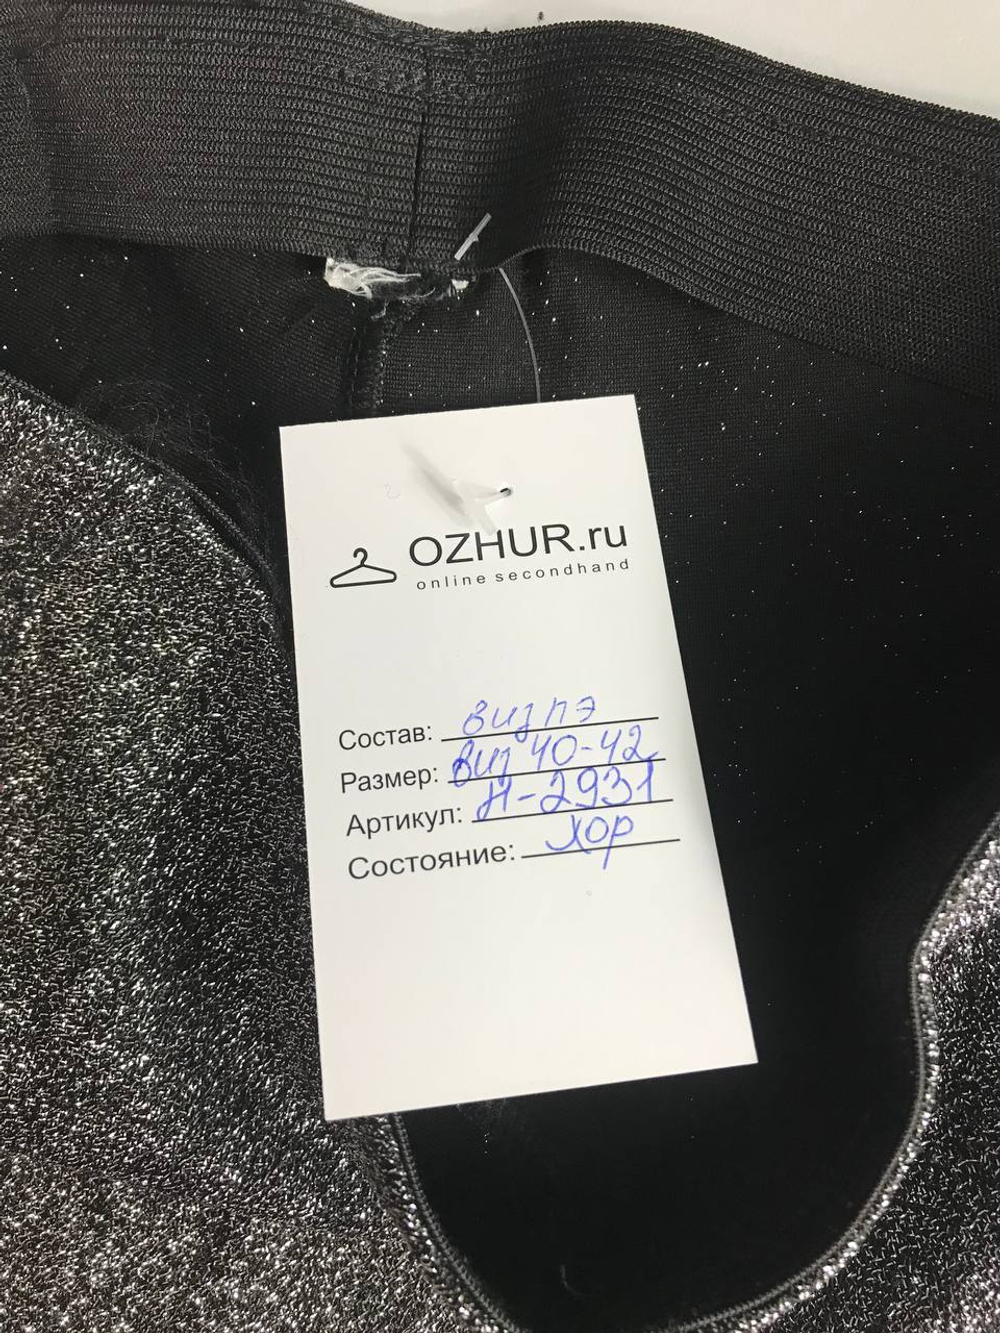 OZHUR.ru
online secondhand
Состав: виз пэ
Размер: виз 40-42
Артикул: Н-2931
Состояние: хор